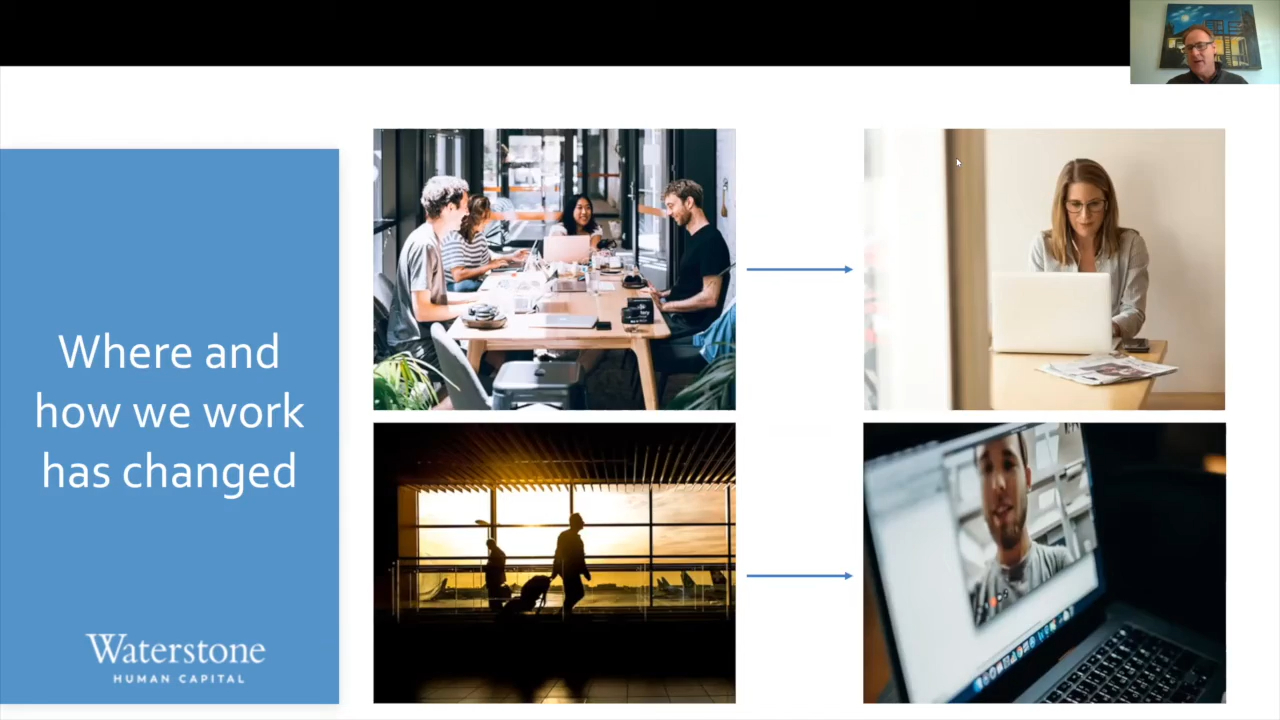 Where and
how we work
has changed
Waterstone
HUMAN CAPITAL